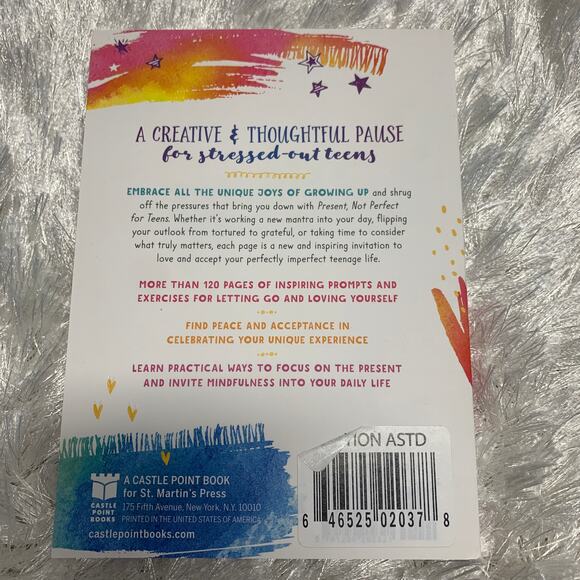 A CREATIVE & THOUGHTFUL PAUSE
for stressed-out teens
EMBRACE ALL THE UNIQUE JOYS OF GROWING UP and shrug
off the pressures that bring you down with Present, Not Perfect
for Teens. Whether it's working a new mantra into your day, flipping
your outlook from tortured to grateful, or taking time to consider
what truly matters, each page is a new and inspiring invitation to
love and accept your perfectly imperfect teenage life.
MORE THAN 120 PAGES OF INSPIRING PROMPTS AND
EXERCISES FOR LETTING GO AND LOVING YOURSELF
FIND PEACE AND ACCEPTANCE IN
CELEBRATING YOUR UNIQUE EXPERIENCE
LEARN PRACTICAL WAYS TO FOCUS ON THE PRESENT
AND INVITE MINDFULNESS INTO YOUR DAILY LIFE
CASTLE
POINT
BOOKS
A CASTLE POINT BOOK
for St. Martin's Press
175 Fifth Avenue, New York, N.Y. 10010
PRINTED IN THE UNITED STATES OF AMERICA
castlepointbooks.com
ASTD
6 46525 02037 8